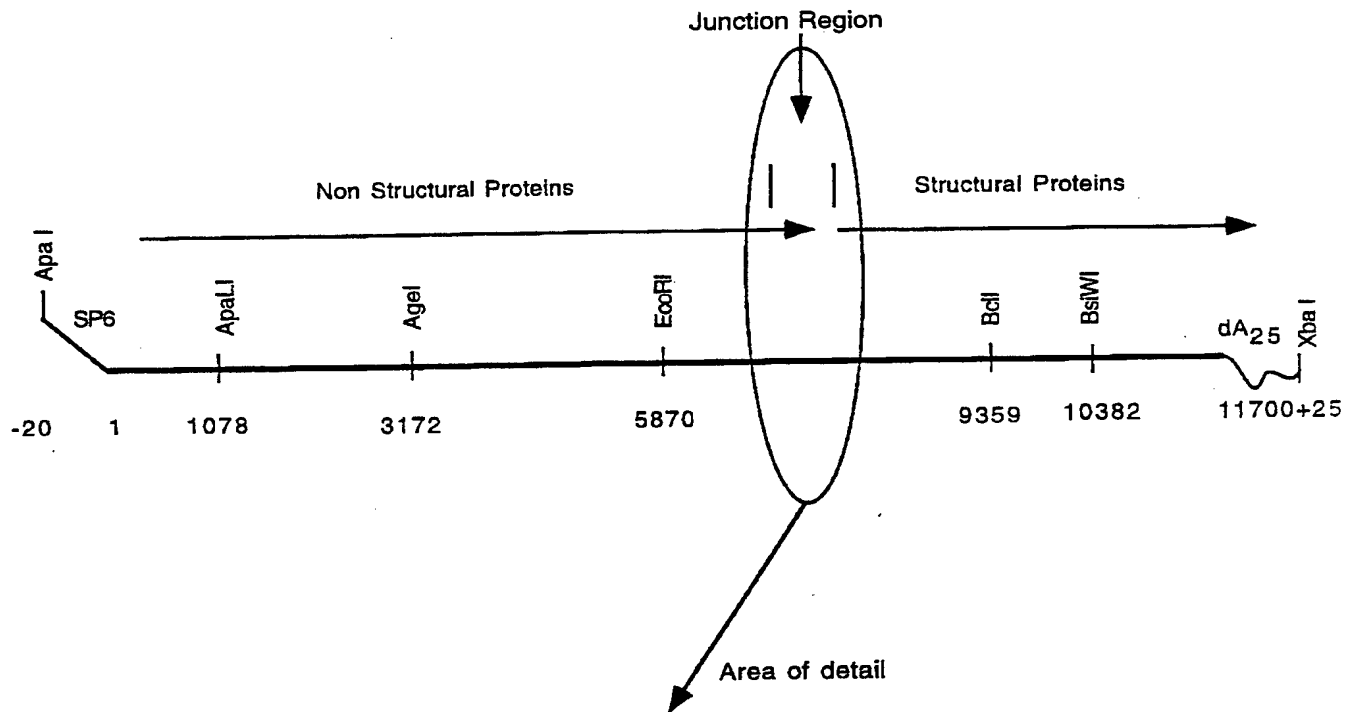 Junction Region
Non Structural Proteins
Structural Proteins
Apa I
SP6
ApaLI
AgeI
EcoRI
BclI
BsiWI
dA25
Xba I
-20 1 1078 3172 5870 9359 10382 11700+25
Area of detail